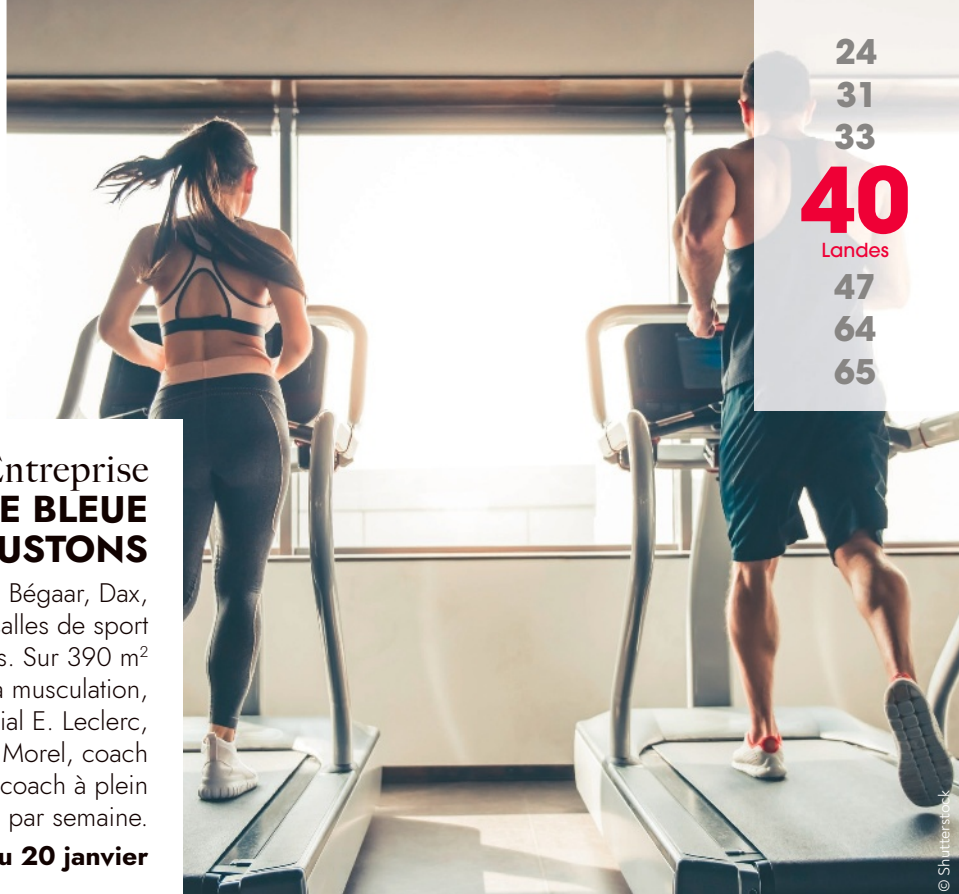 24
31
33
40
Landes
47
64
65
Entreprise
E BLEUE
USTONS
Bégaar, Dax,
alles de sport
s. Sur 390 m²
a musculation,
ial E. Leclerc,
Morel, coach
coach à plein
par semaine.
u 20 janvier
© Shutterstock